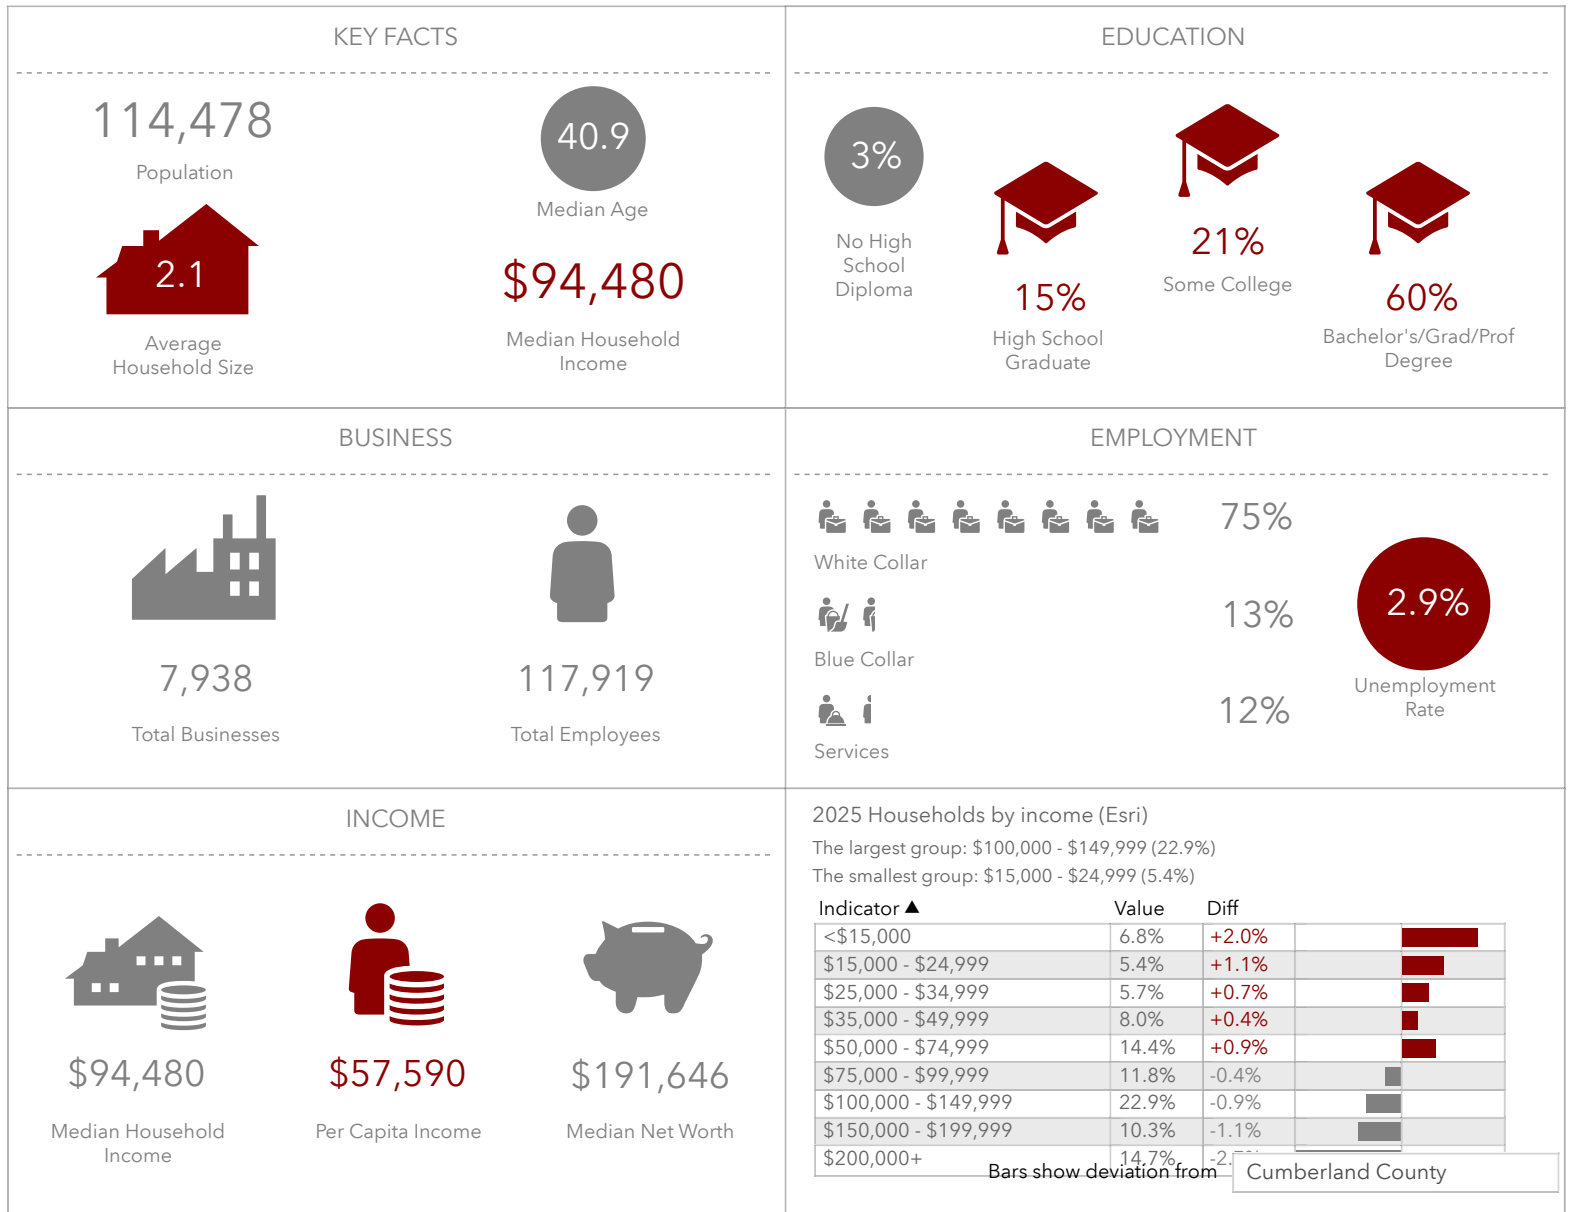 KEY FACTS
114,478
Population
40.9
Median Age
2.1
Average
Household Size
$94,480
Median Household
Income
EDUCATION
3%
No High
School
Diploma
15%
High School
Graduate
21%
Some College
60%
Bachelor's/Grad/Prof
Degree
BUSINESS
7,938
Total Businesses
117,919
Total Employees
EMPLOYMENT
75%
White Collar
13%
Blue Collar
12%
Services
2.9%
Unemployment
Rate
INCOME
$94,480
Median Household
Income
$57,590
Per Capita Income
$191,646
Median Net Worth
2025 Households by income (Esri)
The largest group: $100,000 - $149,999 (22.9%)
The smallest group: $15,000 - $24,999 (5.4%)
Indicator ▲ Value Diff
<$15,000 6.8% +2.0%
$15,000 - $24,999 5.4% +1.1%
$25,000 - $34,999 5.7% +0.7%
$35,000 - $49,999 8.0% +0.4%
$50,000 - $74,999 14.4% +0.9%
$75,000 - $99,999 11.8% -0.4%
$100,000 - $149,999 22.9% -0.9%
$150,000 - $199,999 10.3% -1.1%
$200,000+ 14.7%
Bars show deviation from Cumberland County